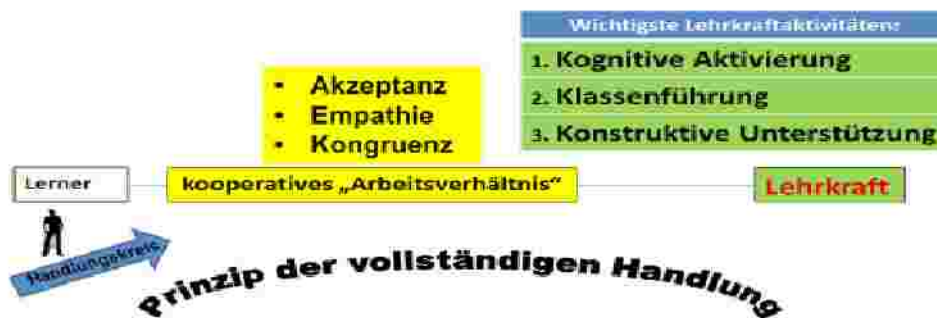 Wichtigste Lehrkraftaktivitäten:
1. Kognitive Aktivierung
2. Klassenführung
3. Konstruktive Unterstützung
• Akzeptanz
• Empathie
• Kongruenz
Lerner
kooperatives „Arbeitsverhältnis"
Lehrkraft
Handlungskreis
Prinzip der vollständigen Handlung